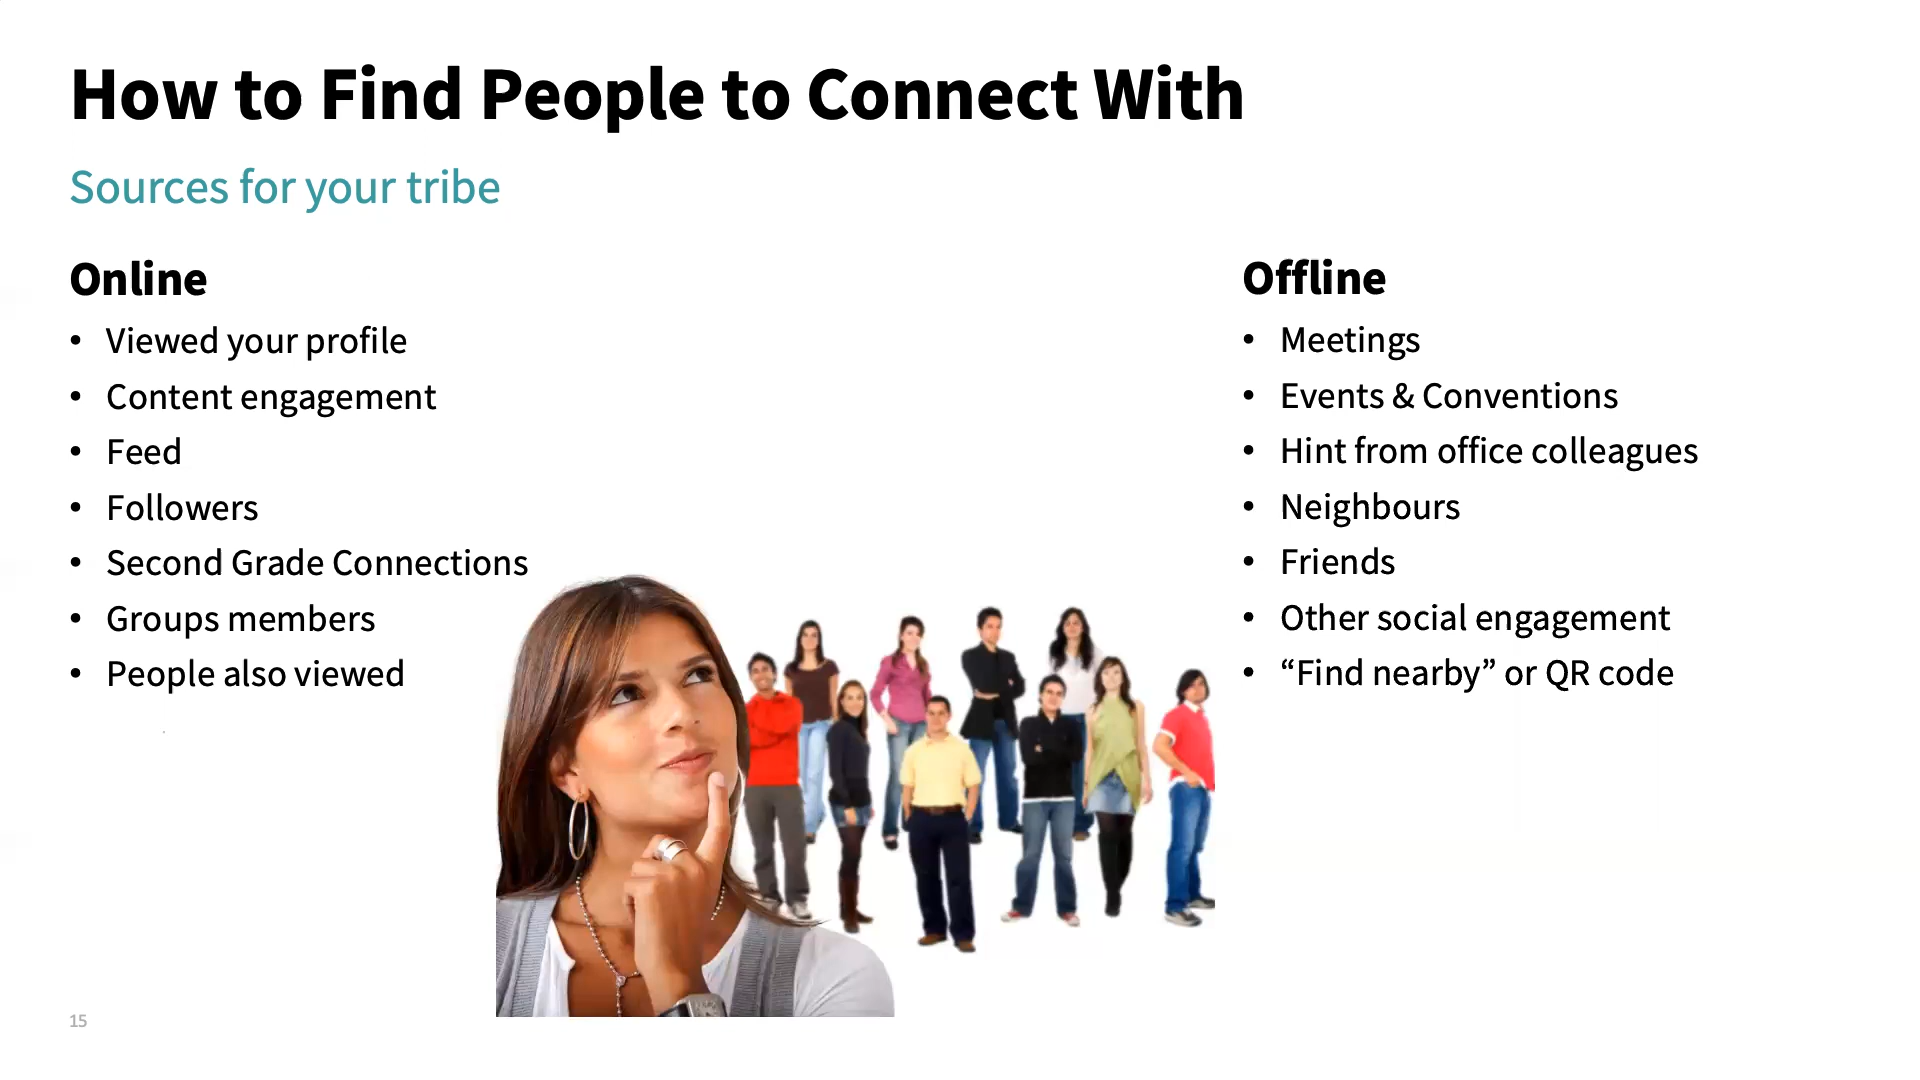 How to Find People to Connect With
Sources for your tribe
Online
• Viewed your profile
• Content engagement
• Feed
• Followers
• Second Grade Connections
• Groups members
• People also viewed
Offline
• Meetings
• Events & Conventions
• Hint from office colleagues
• Neighbours
• Friends
• Other social engagement
• “Find nearby” or QR code
15